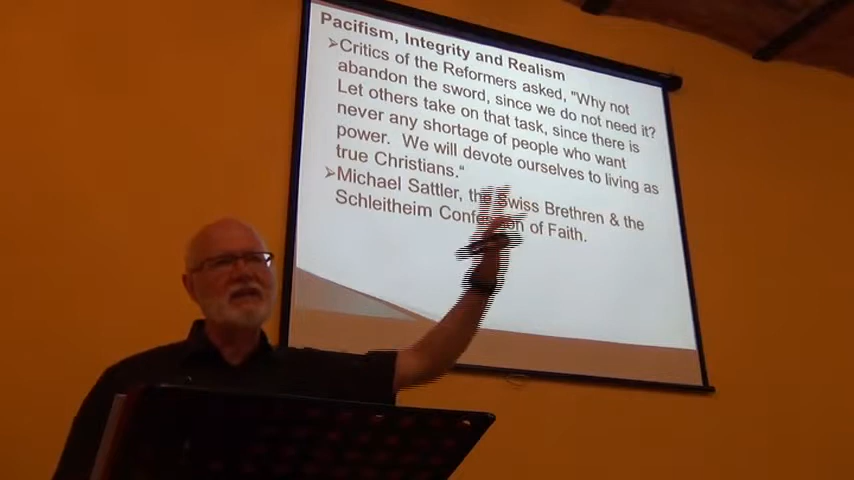 Pacifism, Integrity and Realism
➢Critics of the Reformers asked, "Why not
abandon the sword, since we do not need it?
Let others take on that task, since there is
never any shortage of people who want
power. We will devote ourselves to living as
true Christians."
➢Michael Sattler, the Swiss Brethren & the
Schleitheim Confession of Faith.